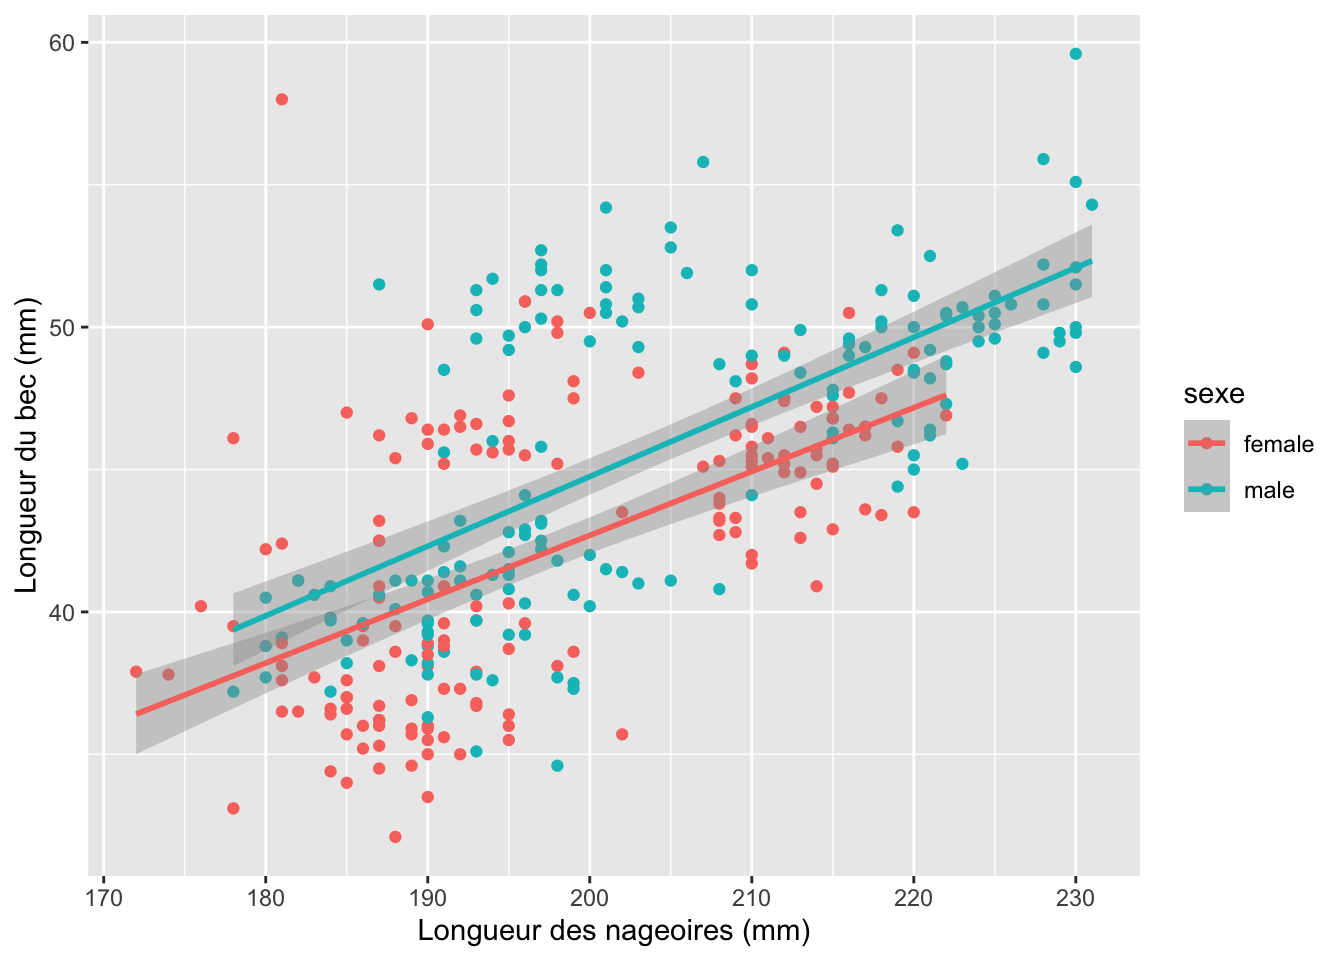 60
50
40
170 180 190 200 210 220 230
Longueur des nageoires (mm)
Longueur du bec (mm)
sexe
female
male